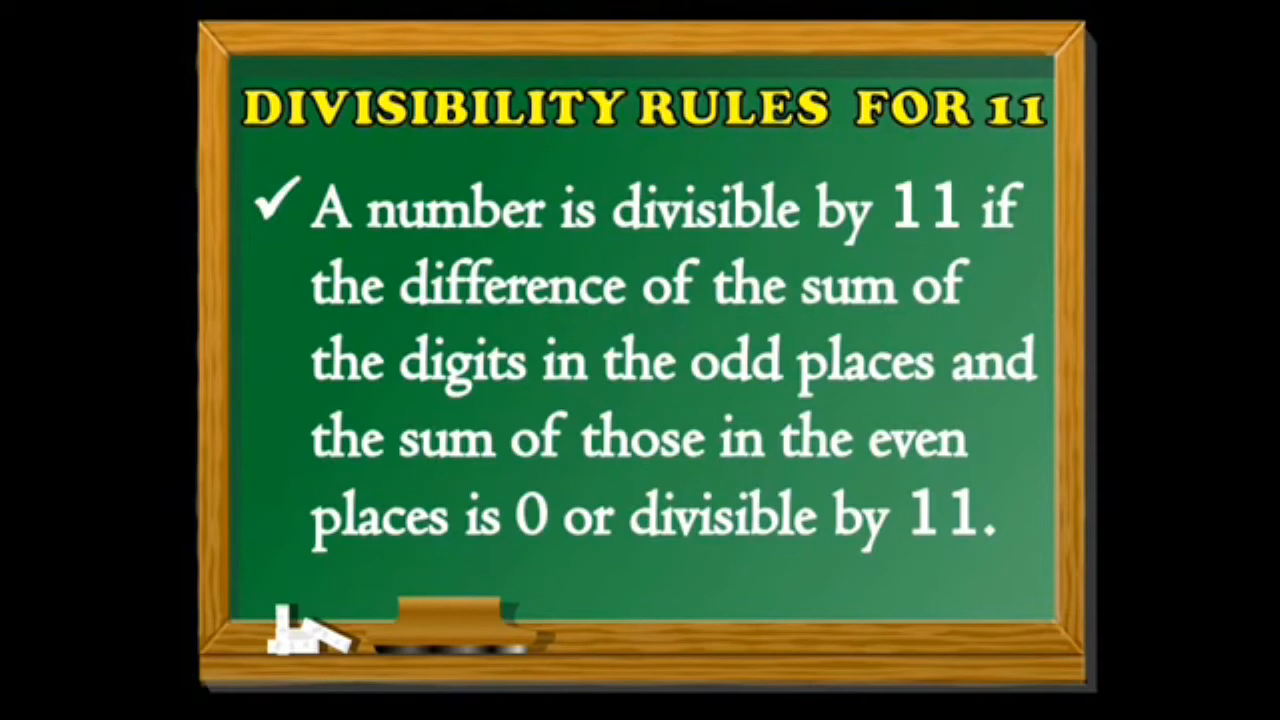 DIVISIBILITY RULES FOR 11
✓ A number is divisible by 11 if
the difference of the sum of
the digits in the odd places and
the sum of those in the even
places is 0 or divisible by 11.